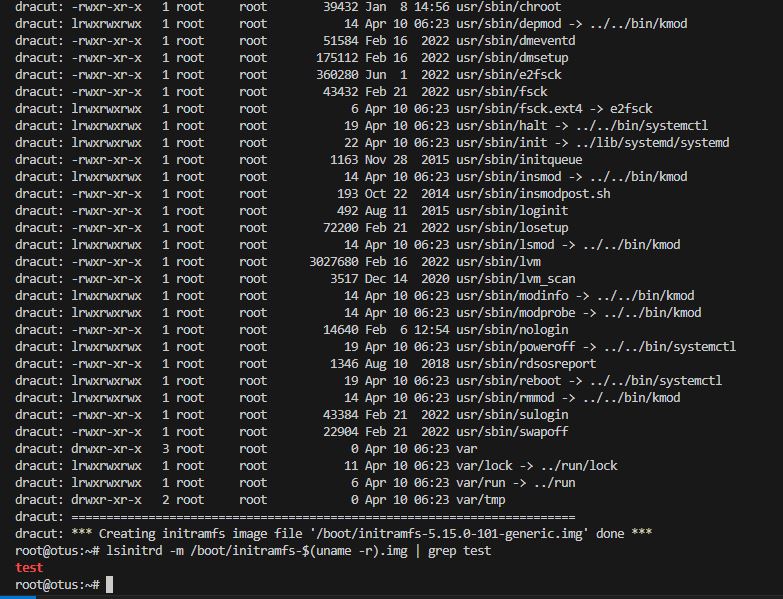 dracut: -rwxr-xr-x   1 root     root        39432 Jan  8 14:56 usr/sbin/chroot
dracut: lrwxrwxrwx   1 root     root           14 Apr 10 06:23 usr/sbin/depmod -> ../../bin/kmod
dracut: -rwxr-xr-x   1 root     root        51584 Feb 16  2022 usr/sbin/dmeventd
dracut: -rwxr-xr-x   1 root     root       175112 Feb 16  2022 usr/sbin/dmsetup
dracut: -rwxr-xr-x   1 root     root       360280 Jun  1  2022 usr/sbin/e2fsck
dracut: -rwxr-xr-x   1 root     root        43432 Feb 21  2022 usr/sbin/fsck
dracut: lrwxrwxrwx   1 root     root            6 Apr 10 06:23 usr/sbin/fsck.ext4 -> e2fsck
dracut: lrwxrwxrwx   1 root     root           19 Apr 10 06:23 usr/sbin/halt -> ../../bin/systemctl
dracut: lrwxrwxrwx   1 root     root           22 Apr 10 06:23 usr/sbin/init -> ../lib/systemd/systemd
dracut: -rwxr-xr-x   1 root     root         1163 Nov 28  2015 usr/sbin/initqueue
dracut: lrwxrwxrwx   1 root     root           14 Apr 10 06:23 usr/sbin/insmod -> ../../bin/kmod
dracut: -rwxr-xr-x   1 root     root          193 Oct 22  2014 usr/sbin/insmodpost.sh
dracut: -rwxr-xr-x   1 root     root          492 Aug 11  2015 usr/sbin/loginit
dracut: -rwxr-xr-x   1 root     root        72200 Feb 21  2022 usr/sbin/losetup
dracut: lrwxrwxrwx   1 root     root           14 Apr 10 06:23 usr/sbin/lsmod -> ../../bin/kmod
dracut: -rwxr-xr-x   1 root     root      3027680 Feb 16  2022 usr/sbin/lvm
dracut: -rwxr-xr-x   1 root     root         3517 Dec 14  2020 usr/sbin/lvm_scan
dracut: lrwxrwxrwx   1 root     root           14 Apr 10 06:23 usr/sbin/modinfo -> ../../bin/kmod
dracut: lrwxrwxrwx   1 root     root           14 Apr 10 06:23 usr/sbin/modprobe -> ../../bin/kmod
dracut: -rwxr-xr-x   1 root     root        14640 Feb  6 12:54 usr/sbin/nologin
dracut: lrwxrwxrwx   1 root     root           19 Apr 10 06:23 usr/sbin/poweroff -> ../../bin/systemctl
dracut: -rwxr-xr-x   1 root     root         1346 Aug 10  2018 usr/sbin/rdsosreport
dracut: lrwxrwxrwx   1 root     root           19 Apr 10 06:23 usr/sbin/reboot -> ../../bin/systemctl
dracut: lrwxrwxrwx   1 root     root           14 Apr 10 06:23 usr/sbin/rmmod -> ../../bin/kmod
dracut: -rwxr-xr-x   1 root     root        43384 Feb 21  2022 usr/sbin/sulogin
dracut: -rwxr-xr-x   1 root     root        22904 Feb 21  2022 usr/sbin/swapoff
dracut: drwxr-xr-x   3 root     root            0 Apr 10 06:23 var
dracut: lrwxrwxrwx   1 root     root           11 Apr 10 06:23 var/lock -> ../run/lock
dracut: lrwxrwxrwx   1 root     root            6 Apr 10 06:23 var/run -> ../run
dracut: drwxr-xr-x   2 root     root            0 Apr 10 06:23 var/tmp
dracut: ========================================================================
dracut: *** Creating initramfs image file '/boot/initramfs-5.15.0-101-generic.img' done ***
root@otus:~# lsinitrd -m /boot/initramfs-$(uname -r).img | grep test
test
root@otus:~#